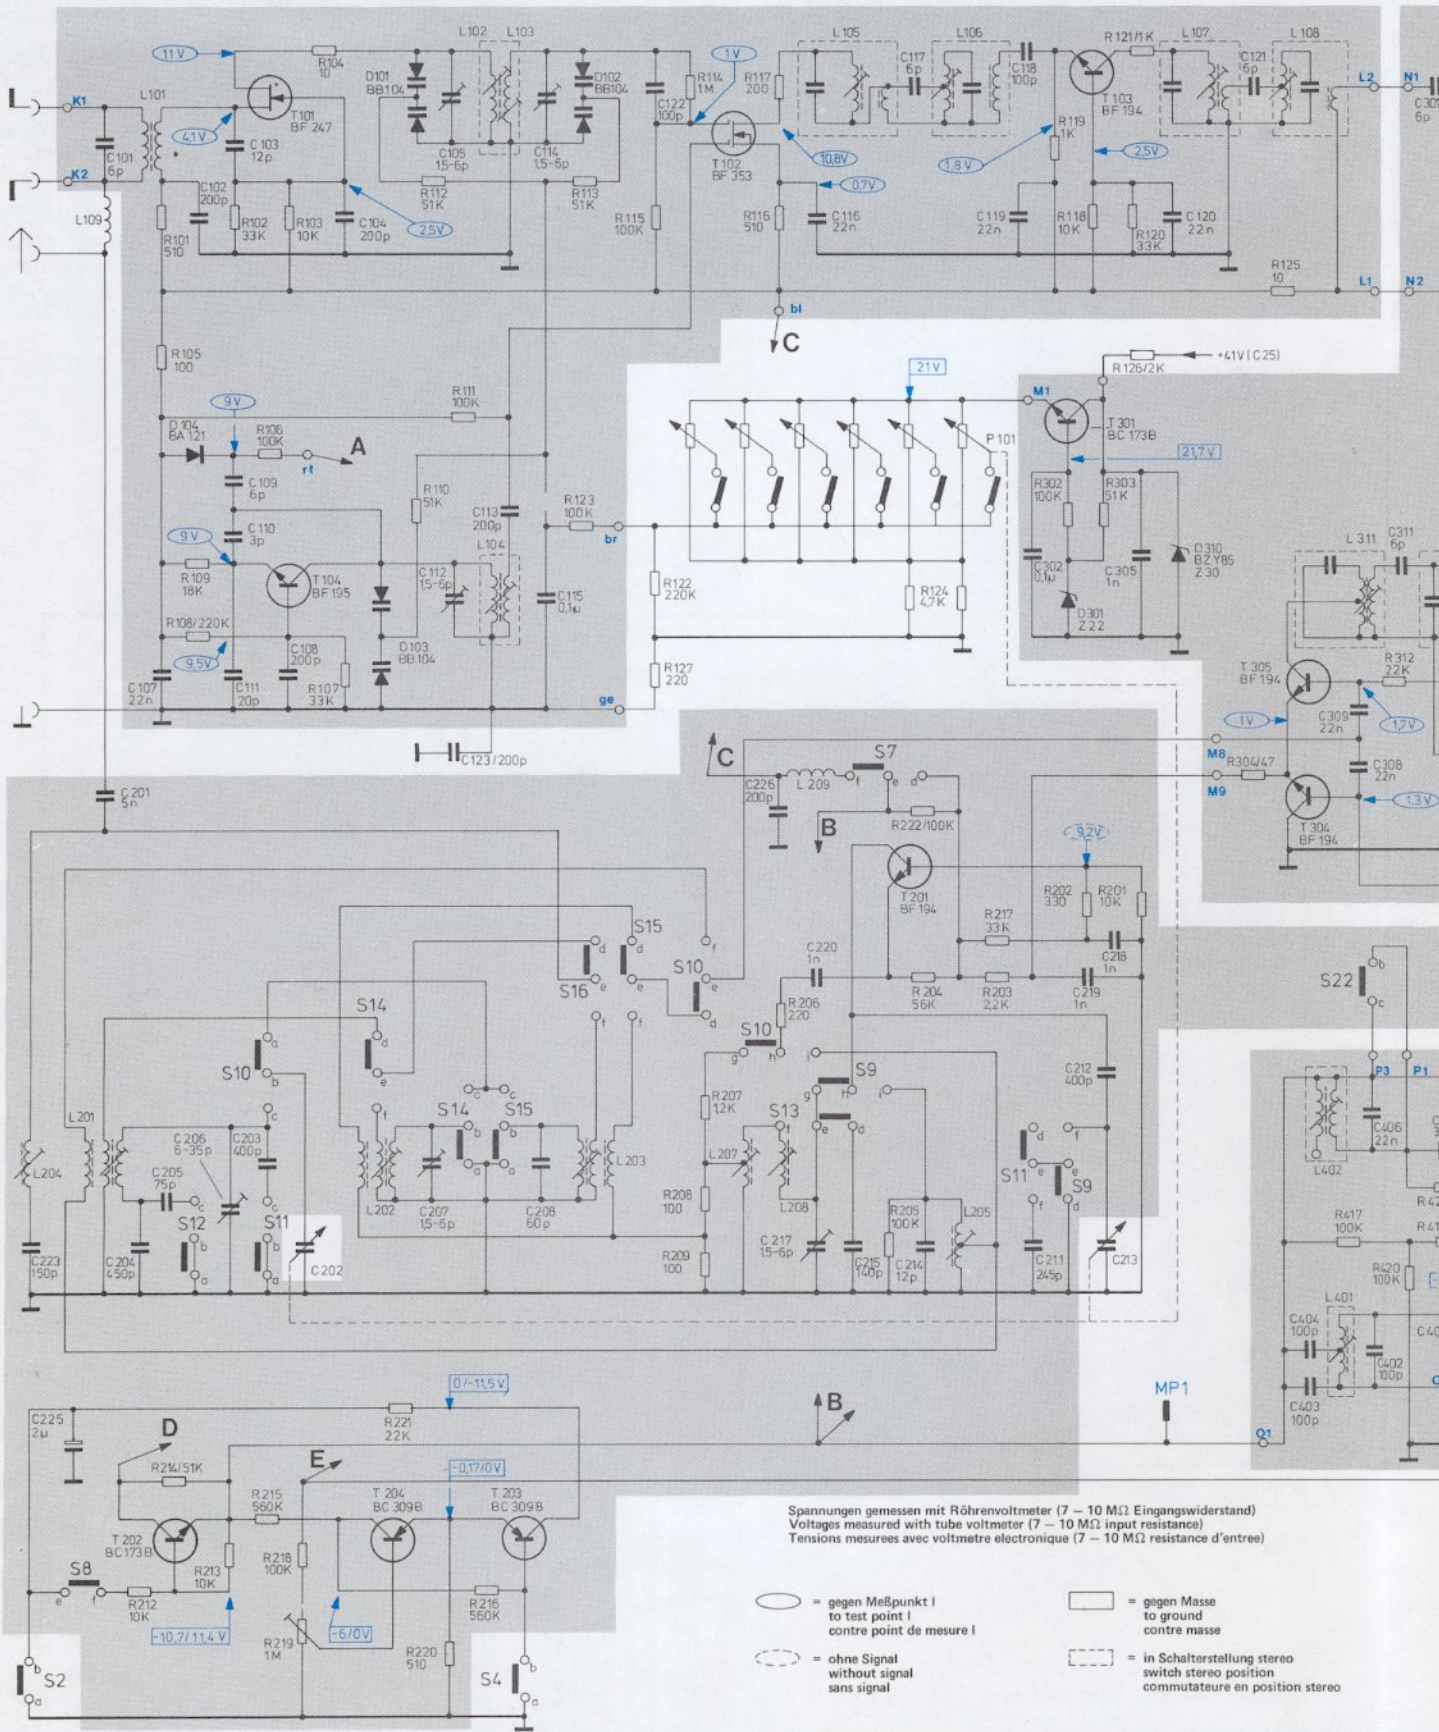 L102 L103
L105
L106
R121/1K
L107
L108
11V
R104
10
D101
BB104
D102
BB104
R114
1M
1V
R117
200
C117
6p
C118
100p
C121
6p
L2
N1
K1
L101
T101
BF 247
C122
100p
T103
BF 194
C301
6p
4,1V
C103
12p
C105
1,5-6p
C114
1,5-6p
T102
BF 353
10,8V
R119
1K
1,8V
2,5V
C101
6p
K2
C102
200p
R112
51K
R113
51K
0,7V
L109
R101
510
R102
33K
R103
10K
C104
200p
2,5V
R115
100K
R116
510
C116
22n
C119
22n
R118
10K
R120
33K
C120
22n
R125
10
L1
N2
bl
C
R105
100
+41V(C25)
R126/2K
21V
M1
R111
100K
9V
D104
BA 121
R106
100K
A
rt
P101
T301
BC 173B
21,7V
C109
6p
R110
51K
R123
100K
R302
100K
R303
51K
C113
200p
br
9V
C110
3p
L104
L 311
C311
6p
R109
18K
T104
BF195
C112
1,5-6p
C115
0,1µ
R122
220K
R124
4,7K
C302
0,1µ
C305
1n
D310
BZY85
Z30
D301
Z 22
R108/220K
9,5V
C108
200p
D103
BB104
C107
22n
C111
20p
R107
33K
R127
220
T305
BF 194
R312
22K
ge
1V
C309
22n
1,7V
C123/200p
C
S7
M8
L 209
f e d
C226
200p
R304/47
C308
22n
M9
C201
5n
B
R222/100K
9,2V
T304
BF 194
1,3V
T201
BF 194
R202
330
R201
10K
R217
33K
S15
d d f
C220
1n
C218
1n
S10
S16
e e e
R204
56K
R203
2,2K
C219
1n
S22
b
c
S14
R206
220
f f d
S10
g h i
P3
P1
a
d
S10
b
e
S9
g h i
C212
400p
c
f
c c
S14
S15
R207
1,2K
S13
f e d
d f
L201
C206
6-35p
C203
400p
b b
L204
C205
75p
a a
L203
L207
S11
e
S9
C406
22n
L402
c c
S12
S11
L202
C207
1,5-6p
C208
60p
R208
100
L208
R205
100K
L205
f d
R417
100K
b b
C223
150p
C204
450p
a a
C202
R209
100
C217
1,5-6p
C215
140p
C214
12p
C211
245p
C213
R420
100K
L401
C404
100p
C402
100p
C403
100p
0/-11,5V
MP1
C225
2µ
D
R221
22K
B
Q1
R214/51K
E
-0,17/0V
R215
560K
T 204
BC 309B
T 203
BC 309B
T 202
BC173B
S8
R213
10K
R218
100K
e f
R212
10K
R216
560K
-10,7/11,4 V
-6/0V
R219
1M
R220
510
S2
b
a
S4
b
a
Spannungen gemessen mit Röhrenvoltmeter (7 – 10 MΩ Eingangswiderstand)
Voltages measured with tube voltmeter (7 – 10 MΩ input resistance)
Tensions mesurees avec voltmetre electronique (7 – 10 MΩ resistance d'entree)
= gegen Meßpunkt I
to test point I
contre point de mesure I
= gegen Masse
to ground
contre masse
= ohne Signal
without signal
sans signal
= in Schalterstellung stereo
switch stereo position
commutateure en position stereo